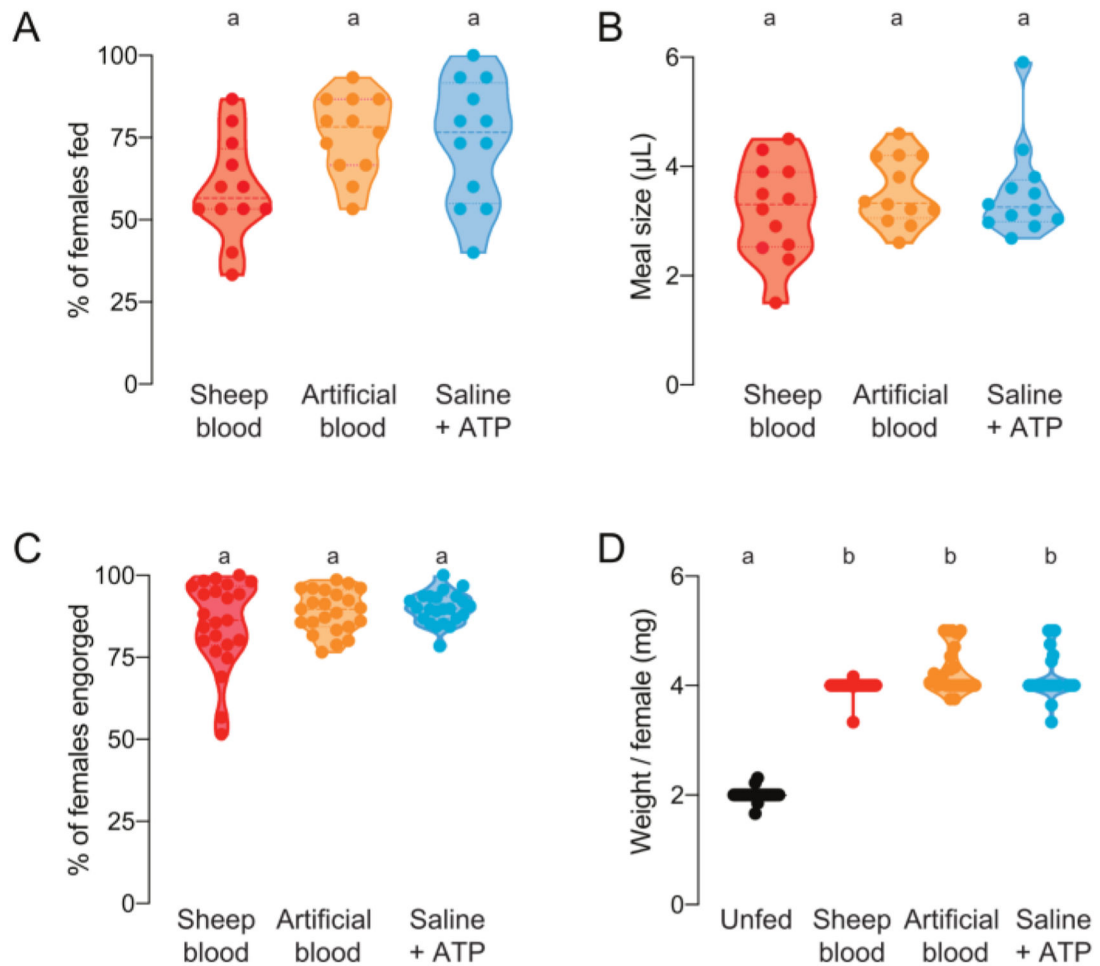 A
a a a
% of females fed
100
75
50
25
0
Sheep Artificial Saline
blood blood + ATP
B
a a a
Meal size (µL)
6
4
2
0
Sheep Artificial Saline
blood blood + ATP
C
a a a
% of females engorged
100
75
50
25
0
Sheep Artificial Saline
blood blood + ATP
D
a b b b
Weight / female (mg)
6
4
2
0
Unfed Sheep Artificial Saline
blood blood + ATP